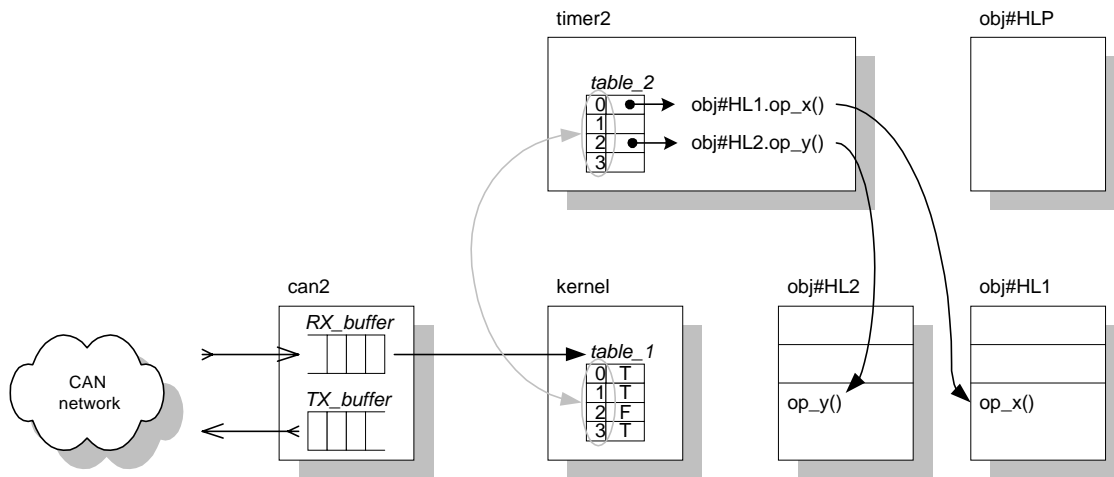 timer2
obj#HLP
table_2
0
obj#HL1.op_x()
1
2
obj#HL2.op_y()
3
can2
kernel
obj#HL2
obj#HL1
RX_buffer
table_1
0 T
1 T
2 F
3 T
CAN
network
TX_buffer
op_y()
op_x()